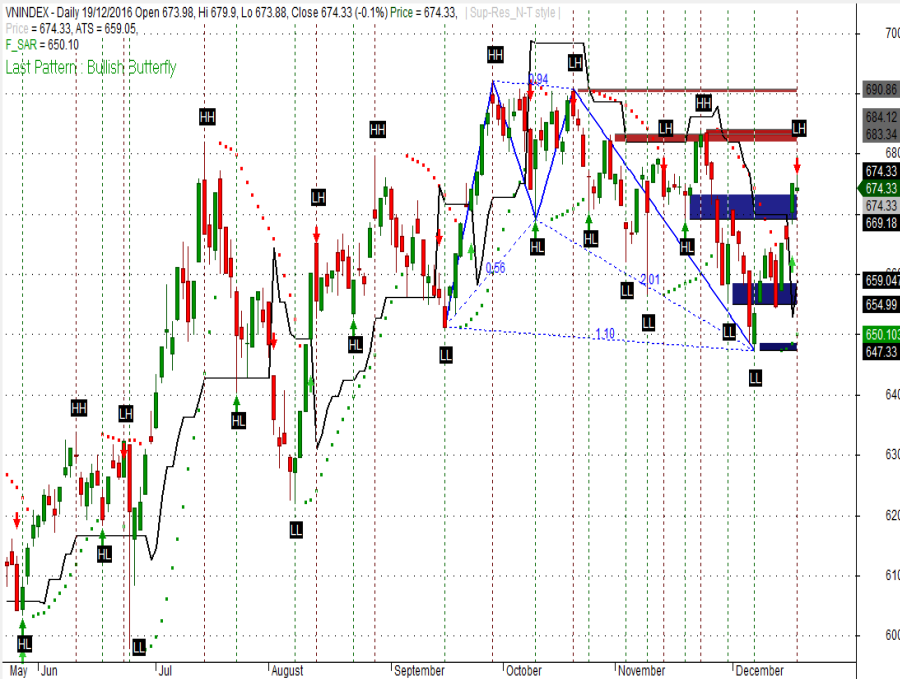 VNINDEX - Daily 19/12/2016 Open 673.98, Hi 679.9, Lo 673.88, Close 674.33 (-0.1%) Price = 674.33, | Sup-Res_N-T style |
Price = 674.33, ATS = 659.05,
F_SAR = 650.10
Last Pattern : Bullish Butterfly
HH
0.94
LH
690.86
HH
684.12
HH
LH
LH
683.34
680
674.33
674.33
LH
674.33
669.18
HL
HL
HL
0.56
2.01
659.047
LL
654.99
LL
HL
LL
1.10
650.103
LL
647.33
LL
640
HH
LH
HL
630
LL
620
HL
610
HL
LL
600
May Jun Jul August September October November December